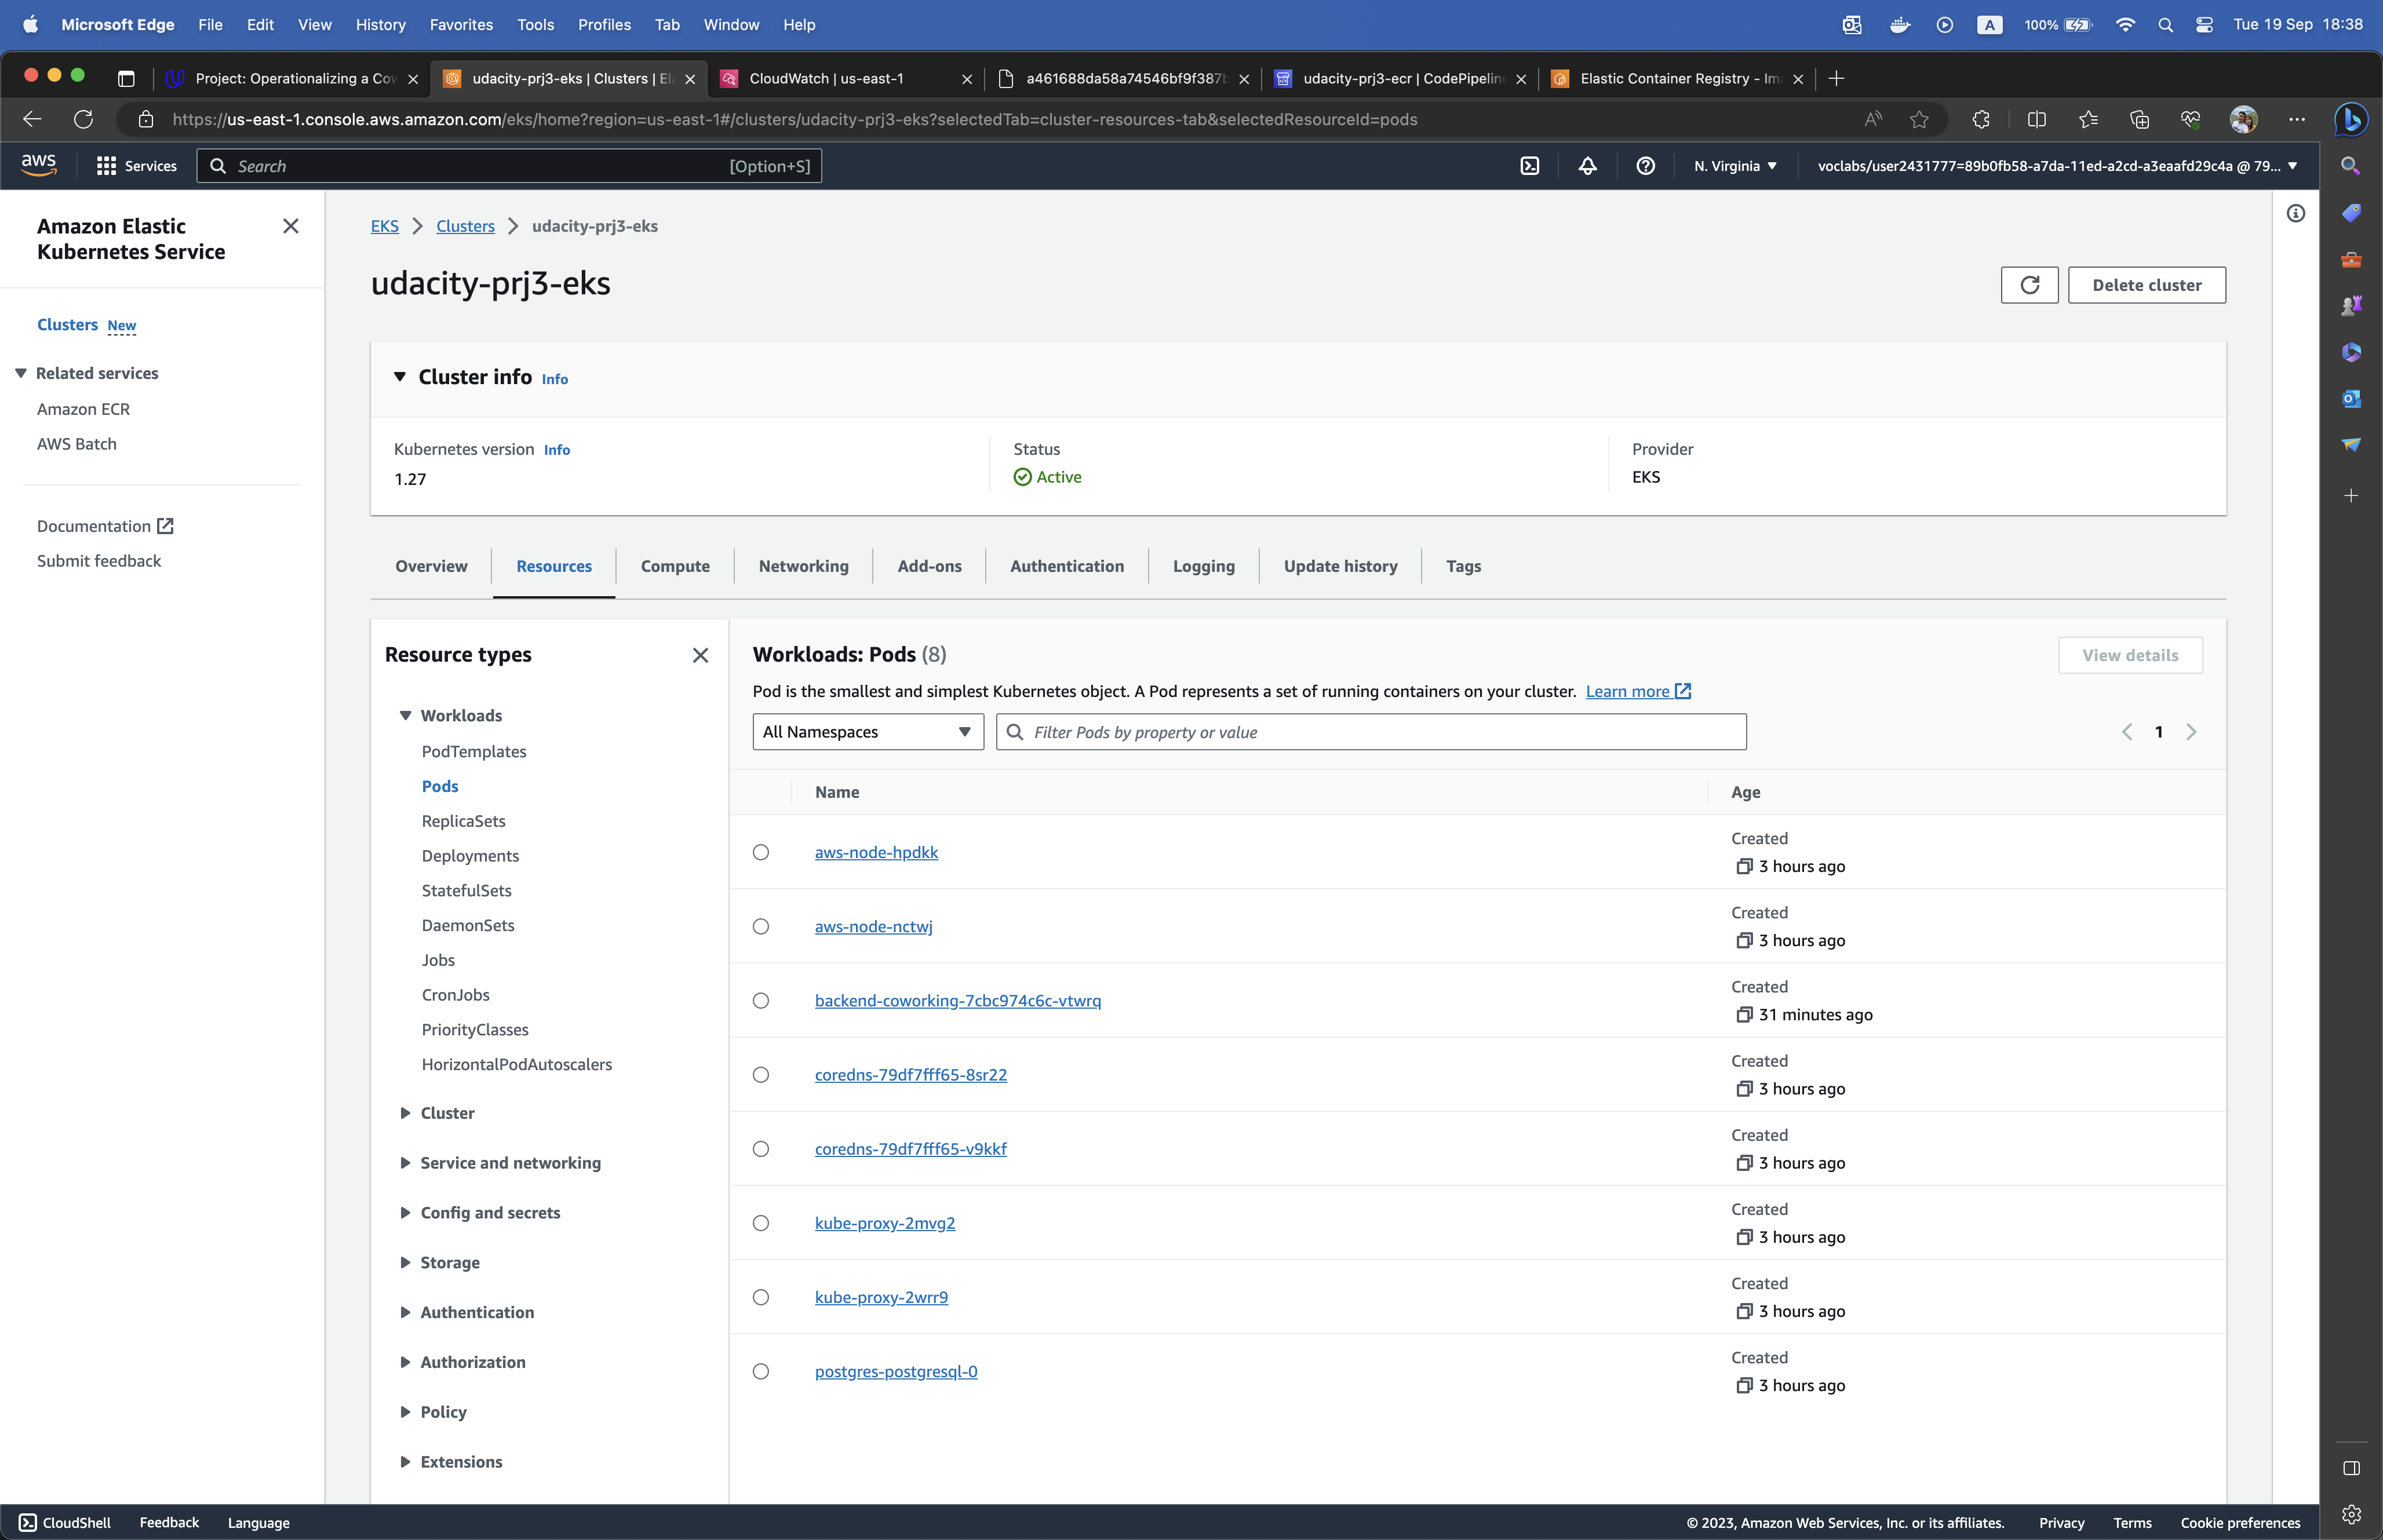 Microsoft Edge File Edit View History Favorites Tools Profiles Tab Window Help A 100% Tue 19 Sep 18:38
Project: Operationalizing a Cow udacity-prj3-eks | Clusters | Ela CloudWatch | us-east-1 a461688da58a74546bf9f387b udacity-prj3-ecr | CodePipeline Elastic Container Registry - Ima
https://us-east-1.console.aws.amazon.com/eks/home?region=us-east-1#/clusters/udacity-prj3-eks?selectedTab=cluster-resources-tab&selectedResourceId=pods
aws Services Search [Option+S] N. Virginia voclabs/user2431777=89b0fb58-a7da-11ed-a2cd-a3eaafd29c4a @ 79...
Amazon Elastic
Kubernetes Service
Clusters New
Related services
Amazon ECR
AWS Batch
Documentation
Submit feedback
EKS Clusters udacity-prj3-eks
udacity-prj3-eks
Delete cluster
Cluster info Info
Kubernetes version Info
1.27
Status
Active
Provider
EKS
Overview Resources Compute Networking Add-ons Authentication Logging Update history Tags
Resource types
Workloads
PodTemplates
Pods
ReplicaSets
Deployments
StatefulSets
DaemonSets
Jobs
CronJobs
PriorityClasses
HorizontalPodAutoscalers
Cluster
Service and networking
Config and secrets
Storage
Authentication
Authorization
Policy
Extensions
Workloads: Pods (8)
View details
Pod is the smallest and simplest Kubernetes object. A Pod represents a set of running containers on your cluster. Learn more
All Namespaces Filter Pods by property or value 1
Name Age
aws-node-hpdkk Created
3 hours ago
aws-node-nctwj Created
3 hours ago
backend-coworking-7cbc974c6c-vtwrq Created
31 minutes ago
coredns-79df7fff65-8sr22 Created
3 hours ago
coredns-79df7fff65-v9kkf Created
3 hours ago
kube-proxy-2mvg2 Created
3 hours ago
kube-proxy-2wrr9 Created
3 hours ago
postgres-postgresql-0 Created
3 hours ago
CloudShell Feedback Language © 2023, Amazon Web Services, Inc. or its affiliates. Privacy Terms Cookie preferences